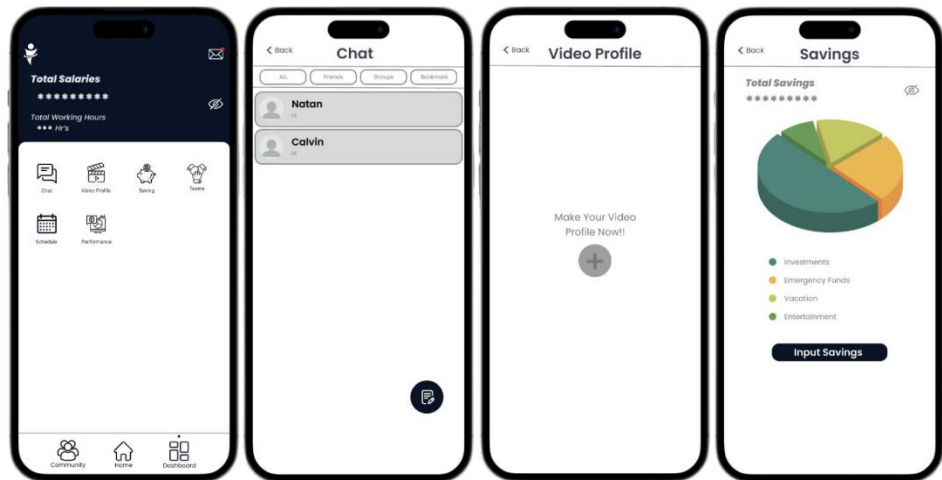 Total Salaries
*********
Total Working Hours
*** Hr's
Chat
Video Profile
Saving
Teams
Schedule
Performance
Community
Home
Dashboard
Back
Chat
ALL
Friends
Groups
Bookmark
Natan
Hi
Calvin
Hi
Back
Video Profile
Make Your Video
Profile Now!!
Back
Savings
Total Savings
*********
Investments
Emergency Funds
Vacation
Entertainment
Input Savings